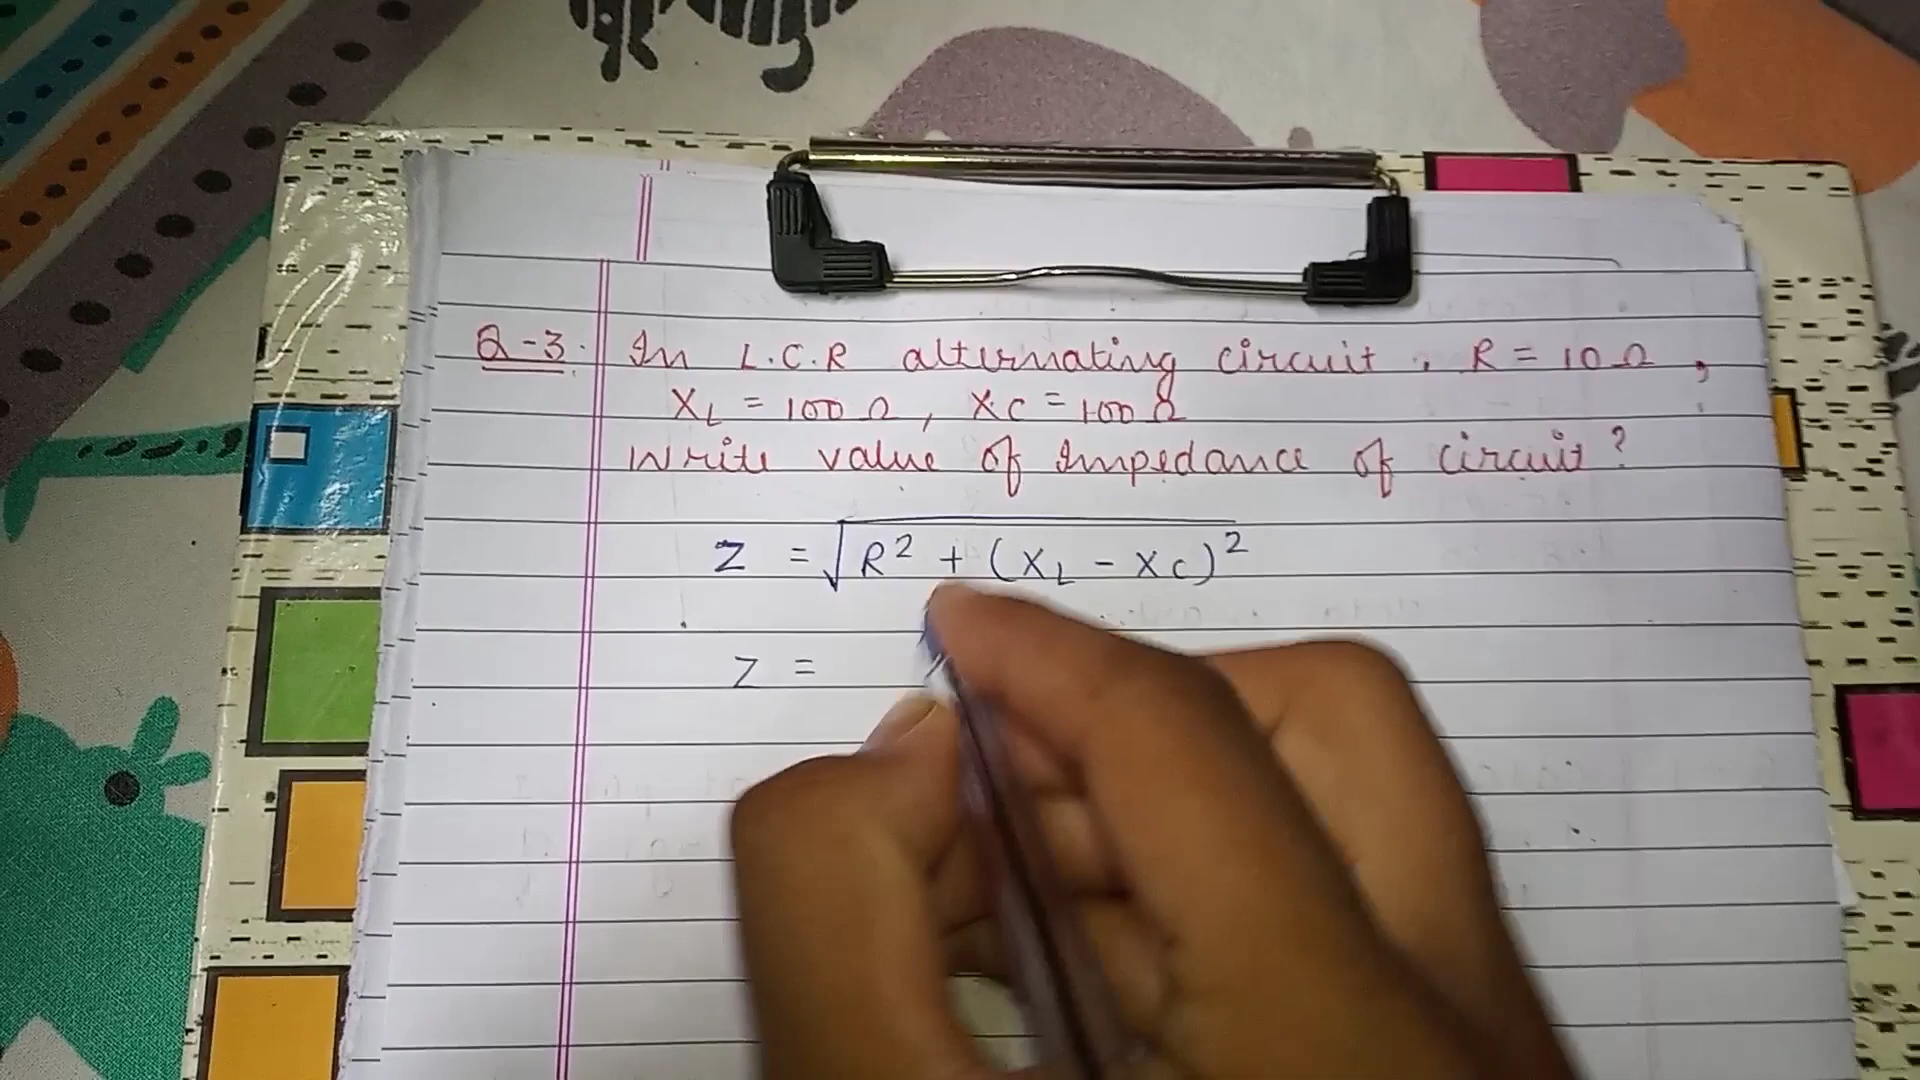 Q-3. In L.C.R alternating circuit, R = 10 Ω,
XL = 100 Ω, XC = 100 Ω
Write value of Impedance of circuit?
Z = √R² + (XL - XC)²
Z =